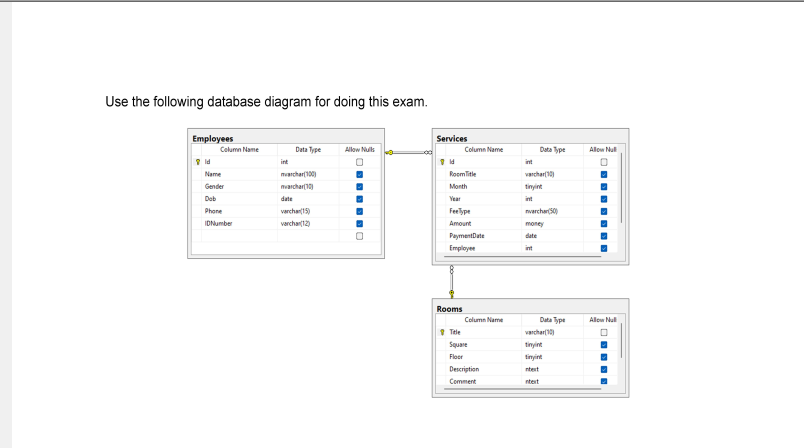 Use the following database diagram for doing this exam.
Employees
Column Name Data Type Allow Nulls
Id int
Name nvarchar(100)
Gender nvarchar(10)
Dob date
Phone varchar(15)
IDNumber varchar(12)
Services
Column Name Data Type Allow Null
Id int
RoomTitle varchar(10)
Month tinyint
Year int
FeeType nvarchar(50)
Amount money
PaymentDate date
Employee int
Rooms
Column Name Data Type Allow Null
Title varchar(10)
Square tinyint
Floor tinyint
Description ntext
Comment ntext